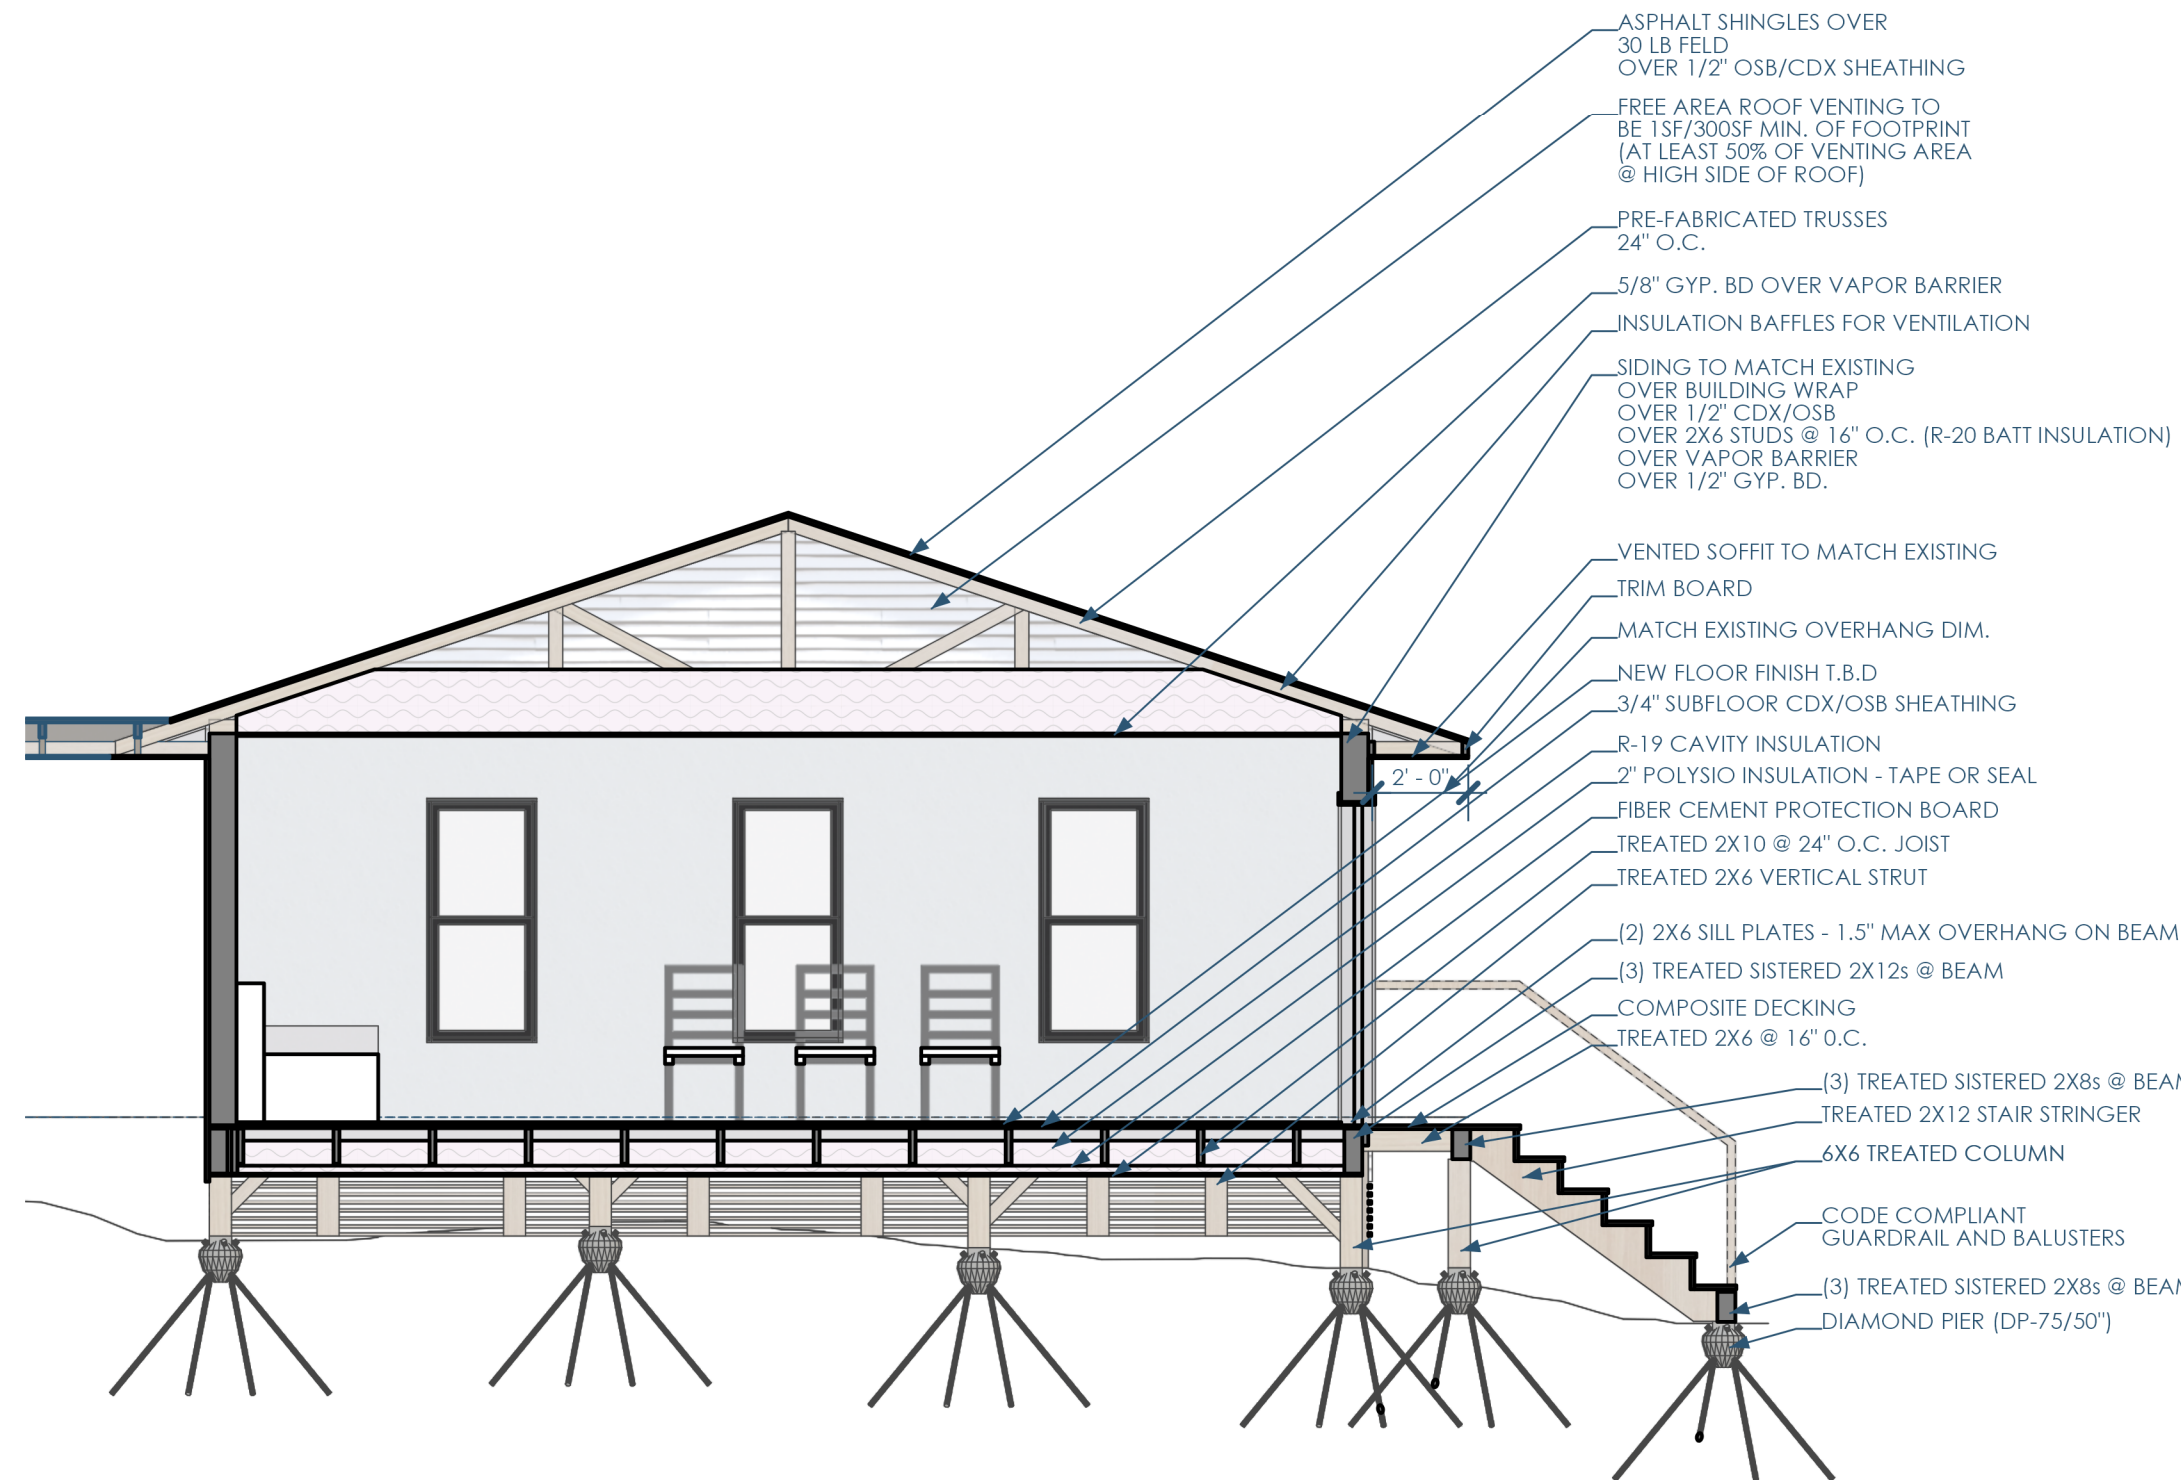 ASPHALT SHINGLES OVER
30 LB FELD
OVER 1/2" OSB/CDX SHEATHING
FREE AREA ROOF VENTING TO
BE 1SF/300SF MIN. OF FOOTPRINT
(AT LEAST 50% OF VENTING AREA
@ HIGH SIDE OF ROOF)
PRE-FABRICATED TRUSSES
24" O.C.
5/8" GYP. BD OVER VAPOR BARRIER
INSULATION BAFFLES FOR VENTILATION
SIDING TO MATCH EXISTING
OVER BUILDING WRAP
OVER 1/2" CDX/OSB
OVER 2X6 STUDS @ 16" O.C. (R-20 BATT INSULATION)
OVER VAPOR BARRIER
OVER 1/2" GYP. BD.
VENTED SOFFIT TO MATCH EXISTING
TRIM BOARD
MATCH EXISTING OVERHANG DIM.
NEW FLOOR FINISH T.B.D
3/4" SUBFLOOR CDX/OSB SHEATHING
R-19 CAVITY INSULATION
2" POLYSIO INSULATION - TAPE OR SEAL
2' - 0"
FIBER CEMENT PROTECTION BOARD
TREATED 2X10 @ 24" O.C. JOIST
TREATED 2X6 VERTICAL STRUT
(2) 2X6 SILL PLATES - 1.5" MAX OVERHANG ON BEAM
(3) TREATED SISTERED 2X12s @ BEAM
COMPOSITE DECKING
TREATED 2X6 @ 16" 0.C.
(3) TREATED SISTERED 2X8s @ BEAM
TREATED 2X12 STAIR STRINGER
6X6 TREATED COLUMN
CODE COMPLIANT
GUARDRAIL AND BALUSTERS
(3) TREATED SISTERED 2X8s @ BEAM
DIAMOND PIER (DP-75/50")